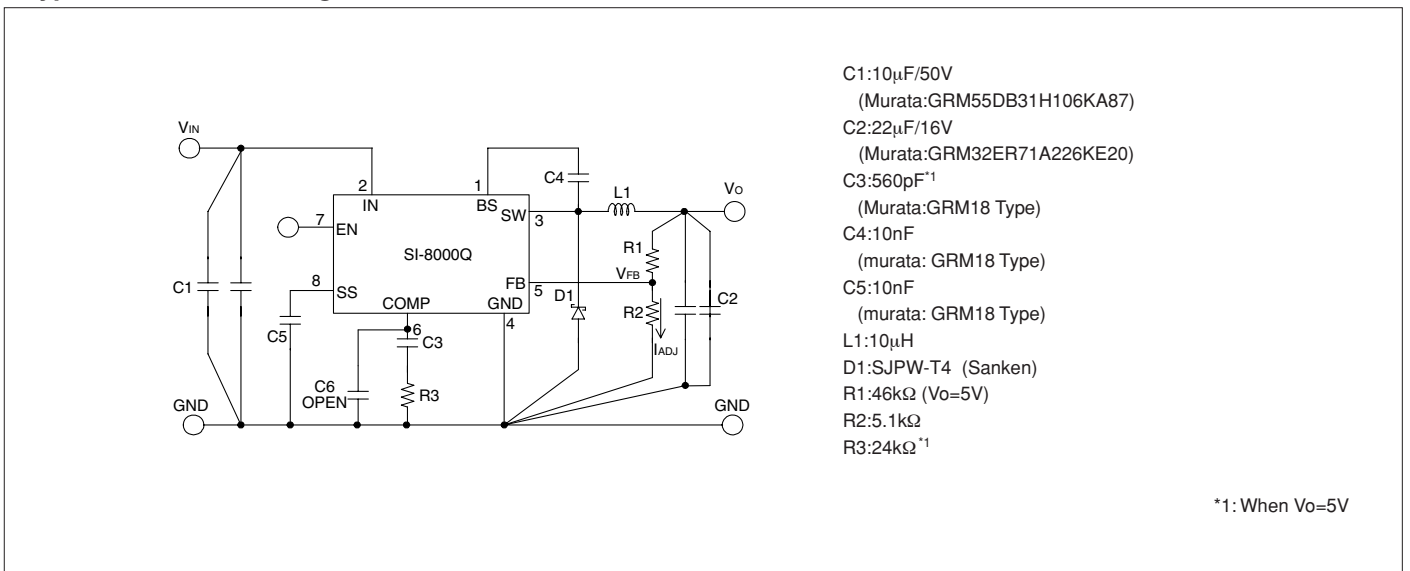 VIN
C4
L1
VO
2
1
IN
BS
SW
3
7
EN
R1
SI-8000Q
VFB
C1
8
SS
FB
5
D1
C2
COMP
GND
R2
C5
6
4
C3
IADJ
C6
OPEN
R3
GND
GND
C1:10μF/50V
(Murata:GRM55DB31H106KA87)
C2:22μF/16V
(Murata:GRM32ER71A226KE20)
C3:560pF*1
(Murata:GRM18 Type)
C4:10nF
(murata: GRM18 Type)
C5:10nF
(murata: GRM18 Type)
L1:10μH
D1:SJPW-T4 (Sanken)
R1:46kΩ (Vo=5V)
R2:5.1kΩ
R3:24kΩ*1
*1: When Vo=5V